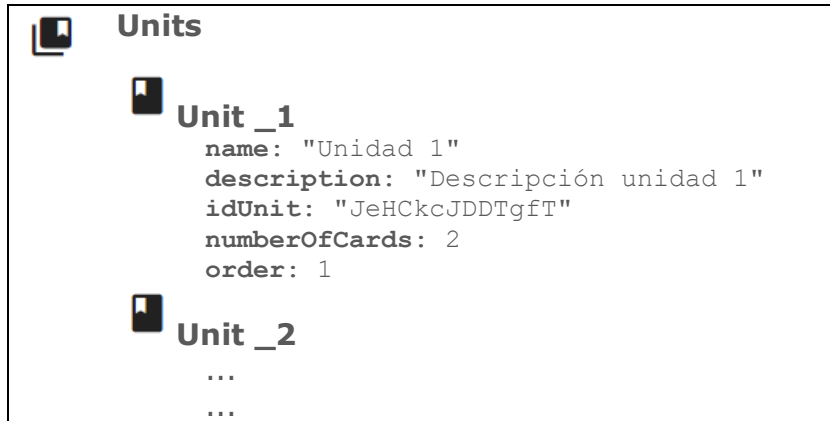 Units
Unit _1
name: "Unidad 1"
description: "Descripción unidad 1"
idUnit: "JeHCkcJDDTgfT"
numberOfCards: 2
order: 1
Unit _2
...
...